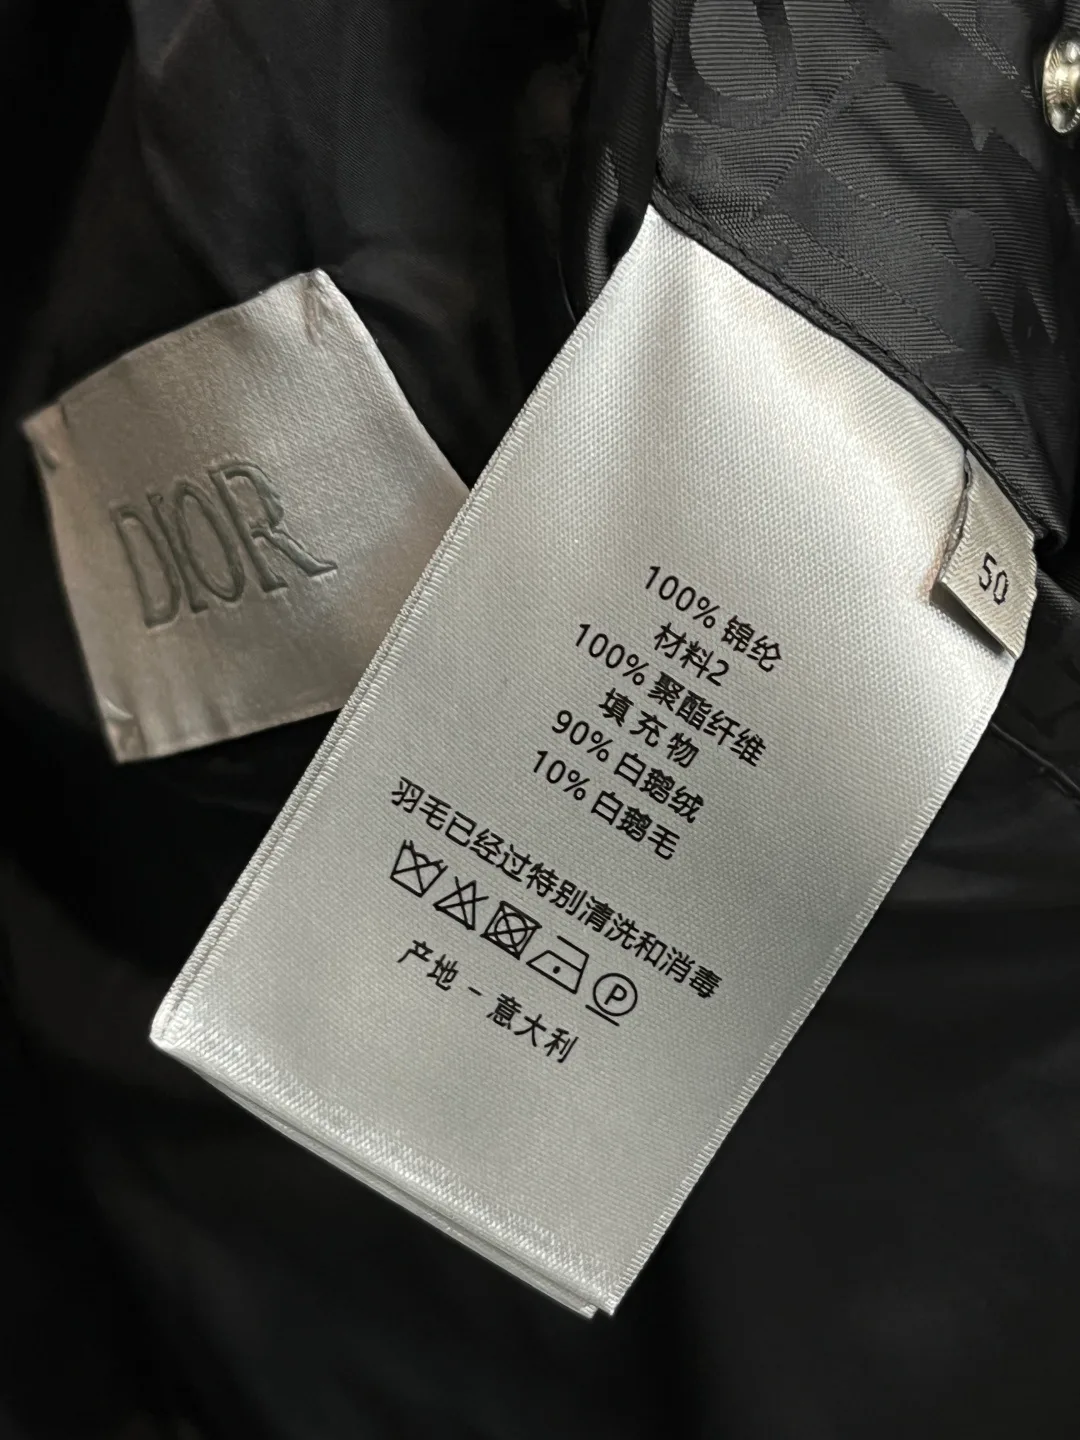 DIOR
50
100% 锦纶
材料2
100% 聚酯纤维
填充物
90% 白鹅绒
10% 白鹅毛
羽毛已经过特别清洗和消毒
P
产地 - 意大利